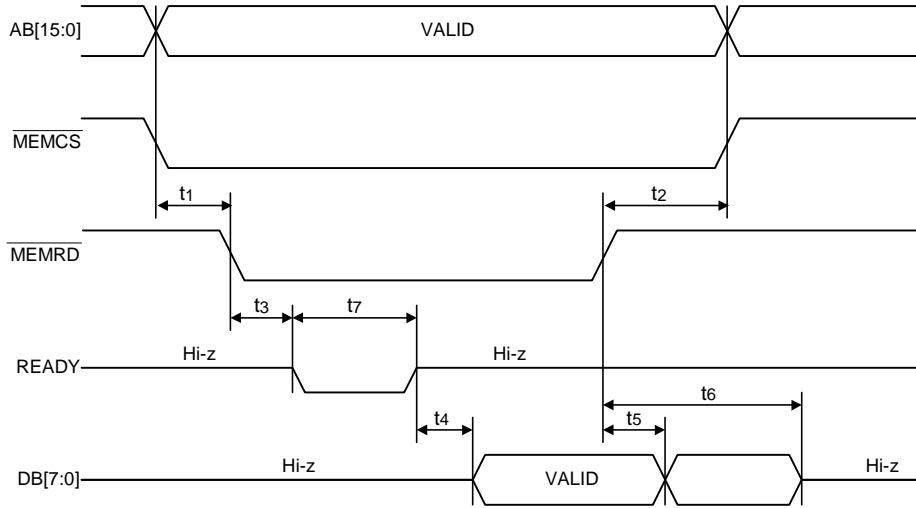 AB[15:0] VALID
MEMCS
t1 t2
MEMRD
t3 t7
READY Hi-z Hi-z
t6
t4 t5
DB[7:0] Hi-z VALID Hi-z